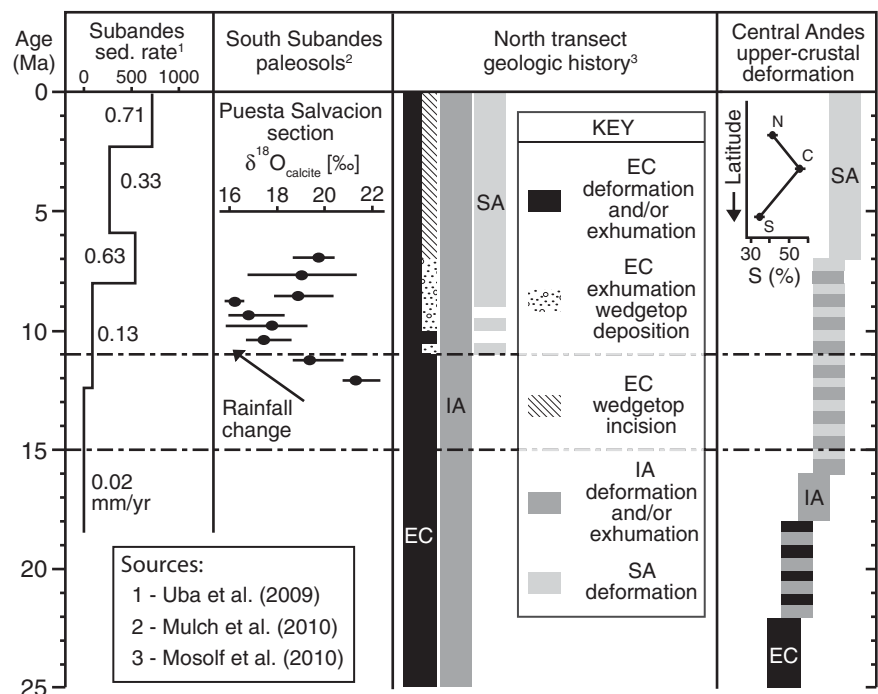 Age
(Ma)
Subandes
sed. rate1
0 500 1000
South Subandes
paleosols2
North transect
geologic history3
Central Andes
upper-crustal
deformation
0
5
10
15
20
25
0.71
0.33
0.63
0.13
0.02
mm/yr
Puesta Salvacion
section
δ18Ocalcite [‰]
16 18 20 22
Rainfall
change
EC
IA
SA
KEY
EC
deformation
and/or
exhumation
EC
exhumation
wedgetop
deposition
EC
wedgetop
incision
IA
deformation
and/or
exhumation
SA
deformation
Latitude
N
C
S
30 50
S (%)
SA
IA
EC
Sources:
1 - Uba et al. (2009)
2 - Mulch et al. (2010)
3 - Mosolf et al. (2010)